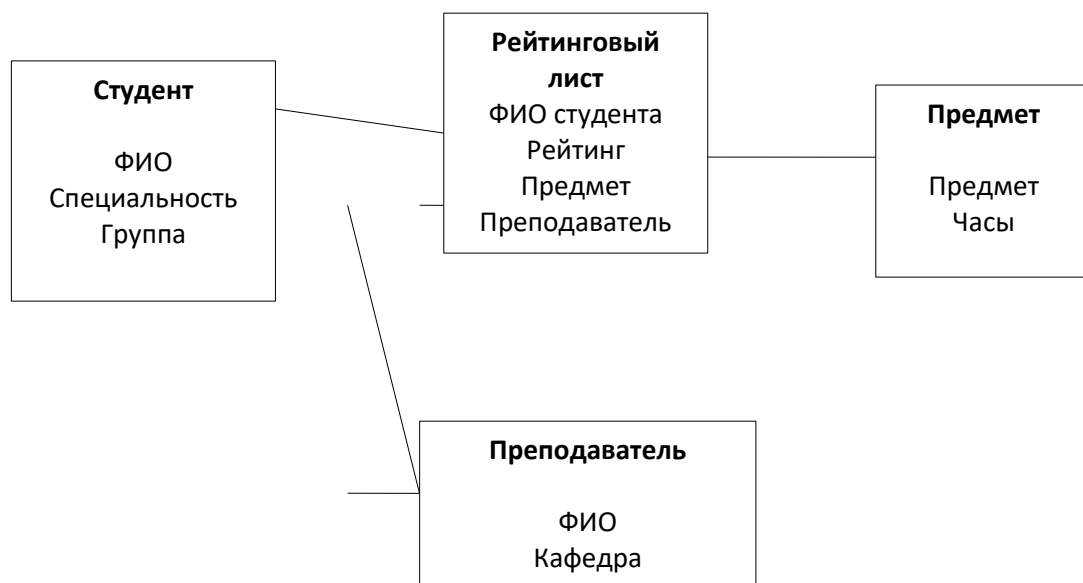 Студент
ФИО
Специальность
Группа
Рейтинговый
лист
ФИО студента
Рейтинг
Предмет
Преподаватель
Предмет
Предмет
Часы
Преподаватель
ФИО
Кафедра